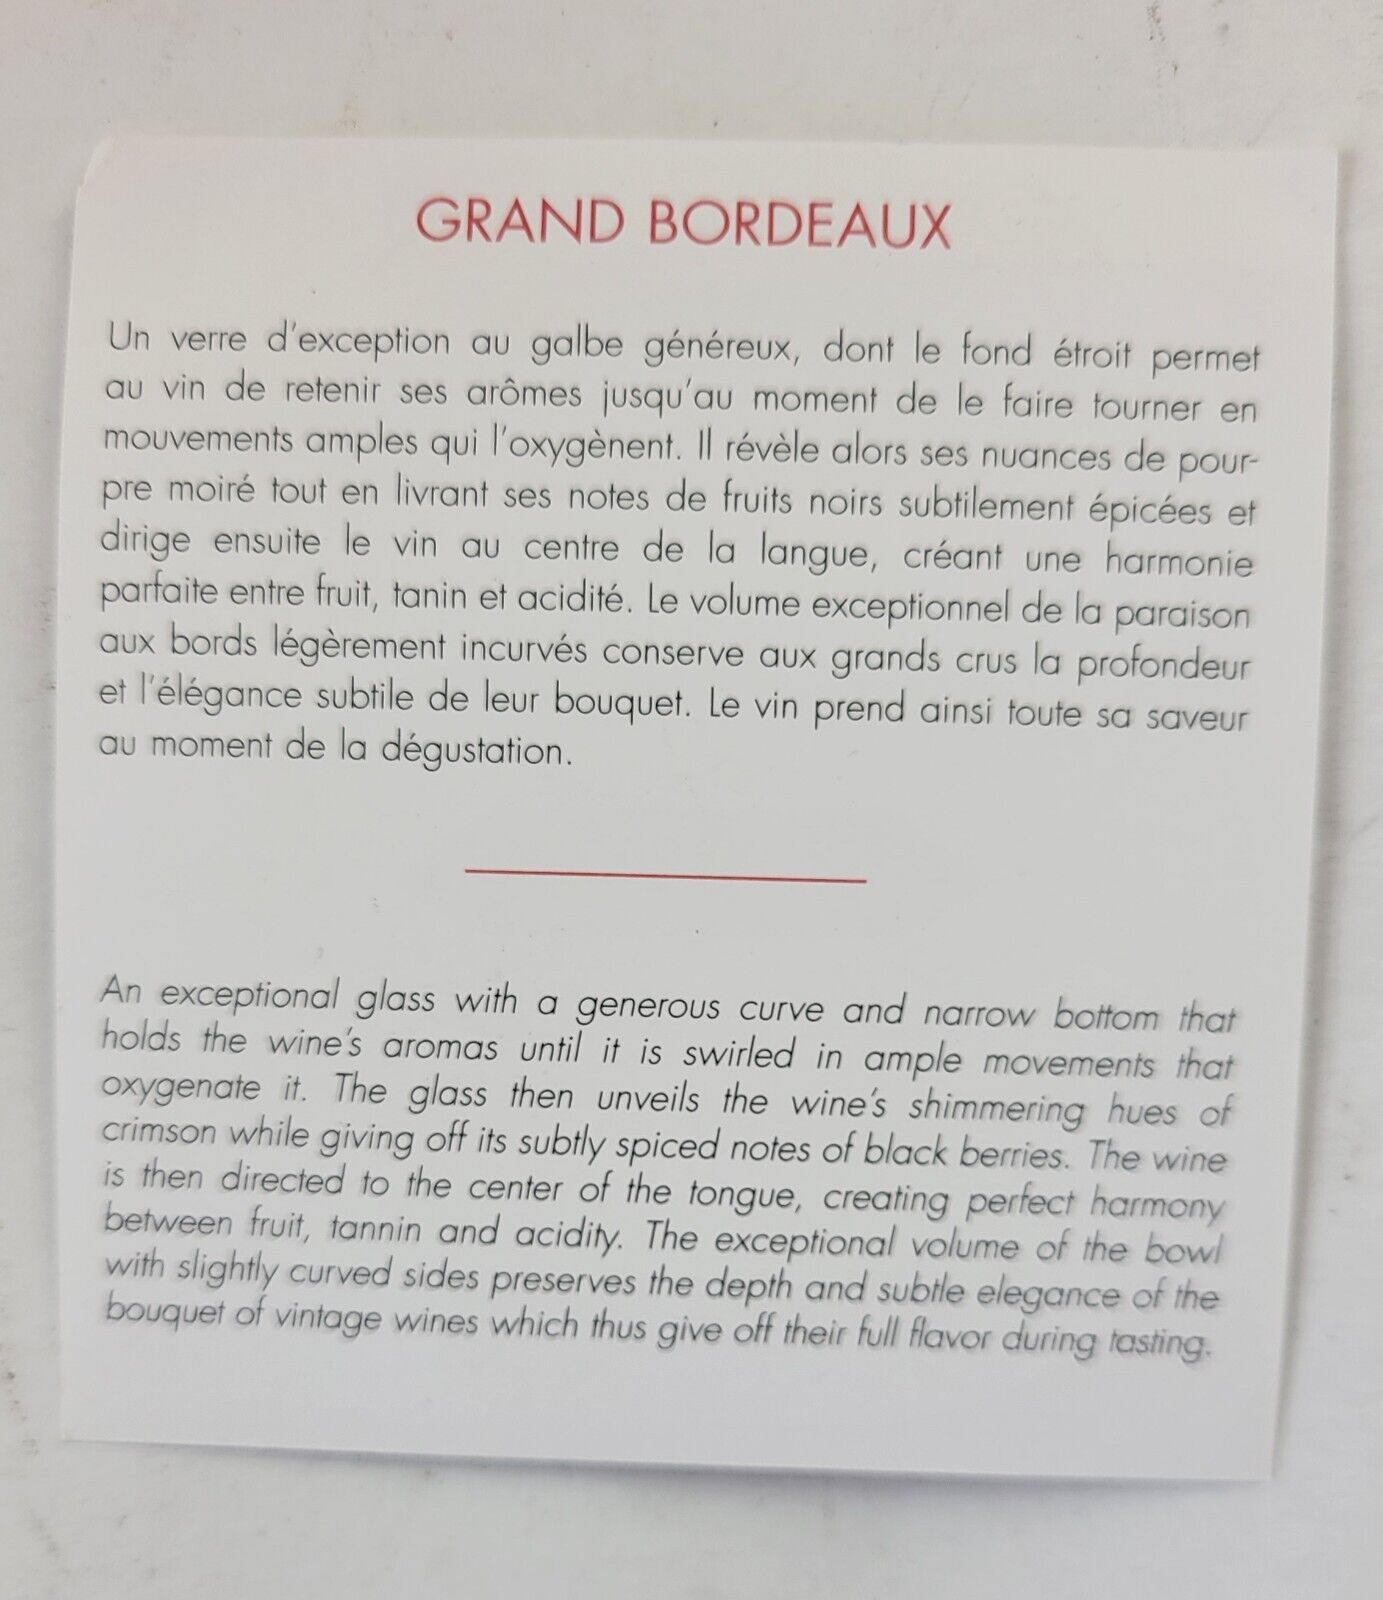 GRAND BORDEAUX
Un verre d'exception au galbe généreux, dont le fond étroit permet
au vin de retenir ses arômes jusqu'au moment de le faire tourner en
mouvements amples qui l'oxygènent. Il révèle alors ses nuances de pour-
pre moiré tout en livrant ses notes de fruits noirs subtilement épicées et
dirige ensuite le vin au centre de la langue, créant une harmonie
parfaite entre fruit, tanin et acidité. Le volume exceptionnel de la paraison
aux bords légèrement incurvés conserve aux grands crus la profondeur
et l'élégance subtile de leur bouquet. Le vin prend ainsi toute sa saveur
au moment de la dégustation.
An exceptional glass with a generous curve and narrow bottom that
holds the wine's aromas until it is swirled in ample movements that
oxygenate it. The glass then unveils the wine's shimmering hues of
crimson while giving off its subtly spiced notes of black berries. The wine
is then directed to the center of the tongue, creating perfect harmony
between fruit, tannin and acidity. The exceptional volume of the bowl
with slightly curved sides preserves the depth and subtle elegance of the
bouquet of vintage wines which thus give off their full flavor during tasting.